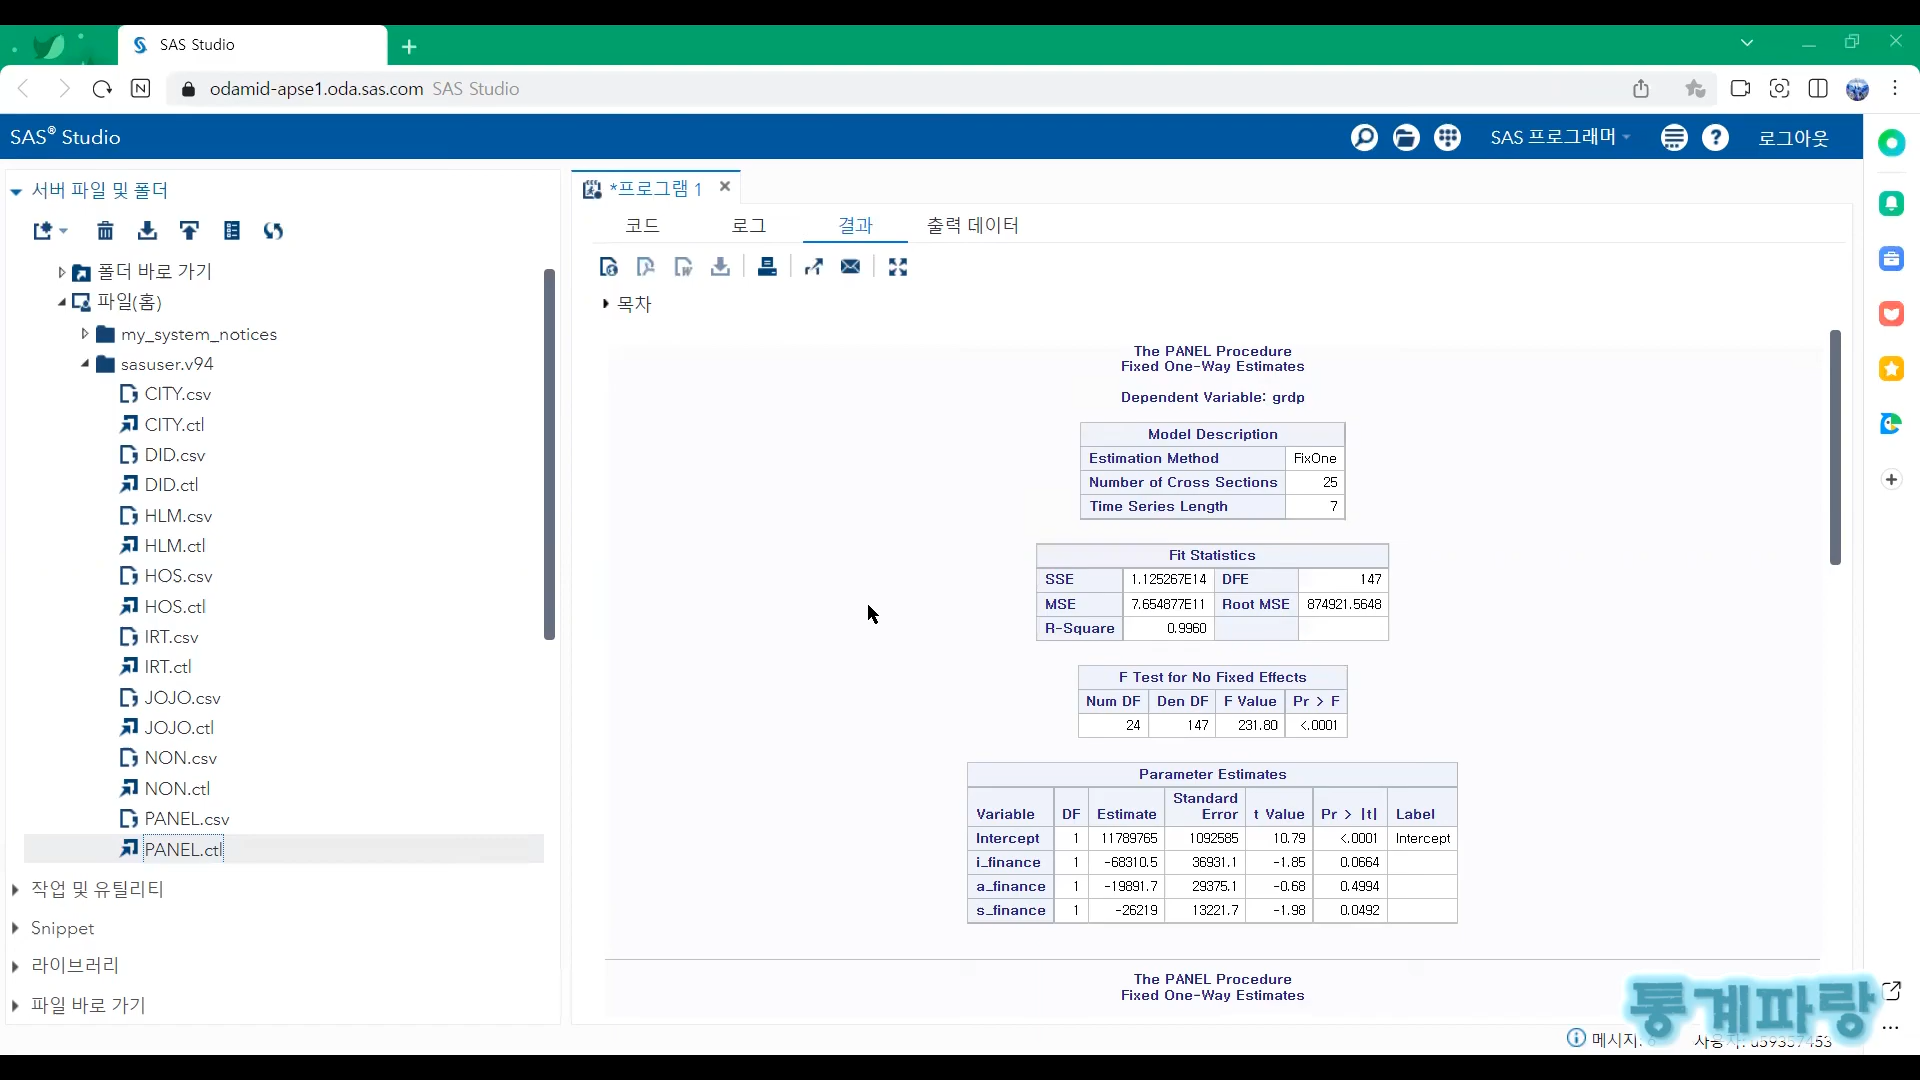 SAS Studio
odamid-apse1.oda.sas.com SAS Studio
SAS® Studio
SAS 프로그래머
로그아웃
서버 파일 및 폴더
폴더 바로 가기
파일(홈)
my_system_notices
sasuser.v94
CITY.csv
CITY.ctl
DID.csv
DID.ctl
HLM.csv
HLM.ctl
HOS.csv
HOS.ctl
IRT.csv
IRT.ctl
JOJO.csv
JOJO.ctl
NON.csv
NON.ctl
PANEL.csv
PANEL.ctl
작업 및 유틸리티
Snippet
라이브러리
파일 바로 가기
*프로그램 1
코드 로그 결과 출력 데이터
목차
The PANEL Procedure
Fixed One-Way Estimates
Dependent Variable: grdp
Model Description
Estimation Method FixOne
Number of Cross Sections 25
Time Series Length 7
Fit Statistics
SSE 1.125267E14 DFE 147
MSE 7.654877E11 Root MSE 874921.5648
R-Square 0.9960
F Test for No Fixed Effects
Num DF Den DF F Value Pr > F
24 147 231.80 <.0001
Parameter Estimates
Variable DF Estimate Standard Error t Value Pr > |t| Label
Intercept 1 11789765 1092585 10.79 <.0001 Intercept
i_finance 1 -68310.5 36931.1 -1.85 0.0664
a_finance 1 -19891.7 29375.1 -0.68 0.4994
s_finance 1 -26219 13221.7 -1.98 0.0492
The PANEL Procedure
Fixed One-Way Estimates
통계파랑
메시지:
사용자: